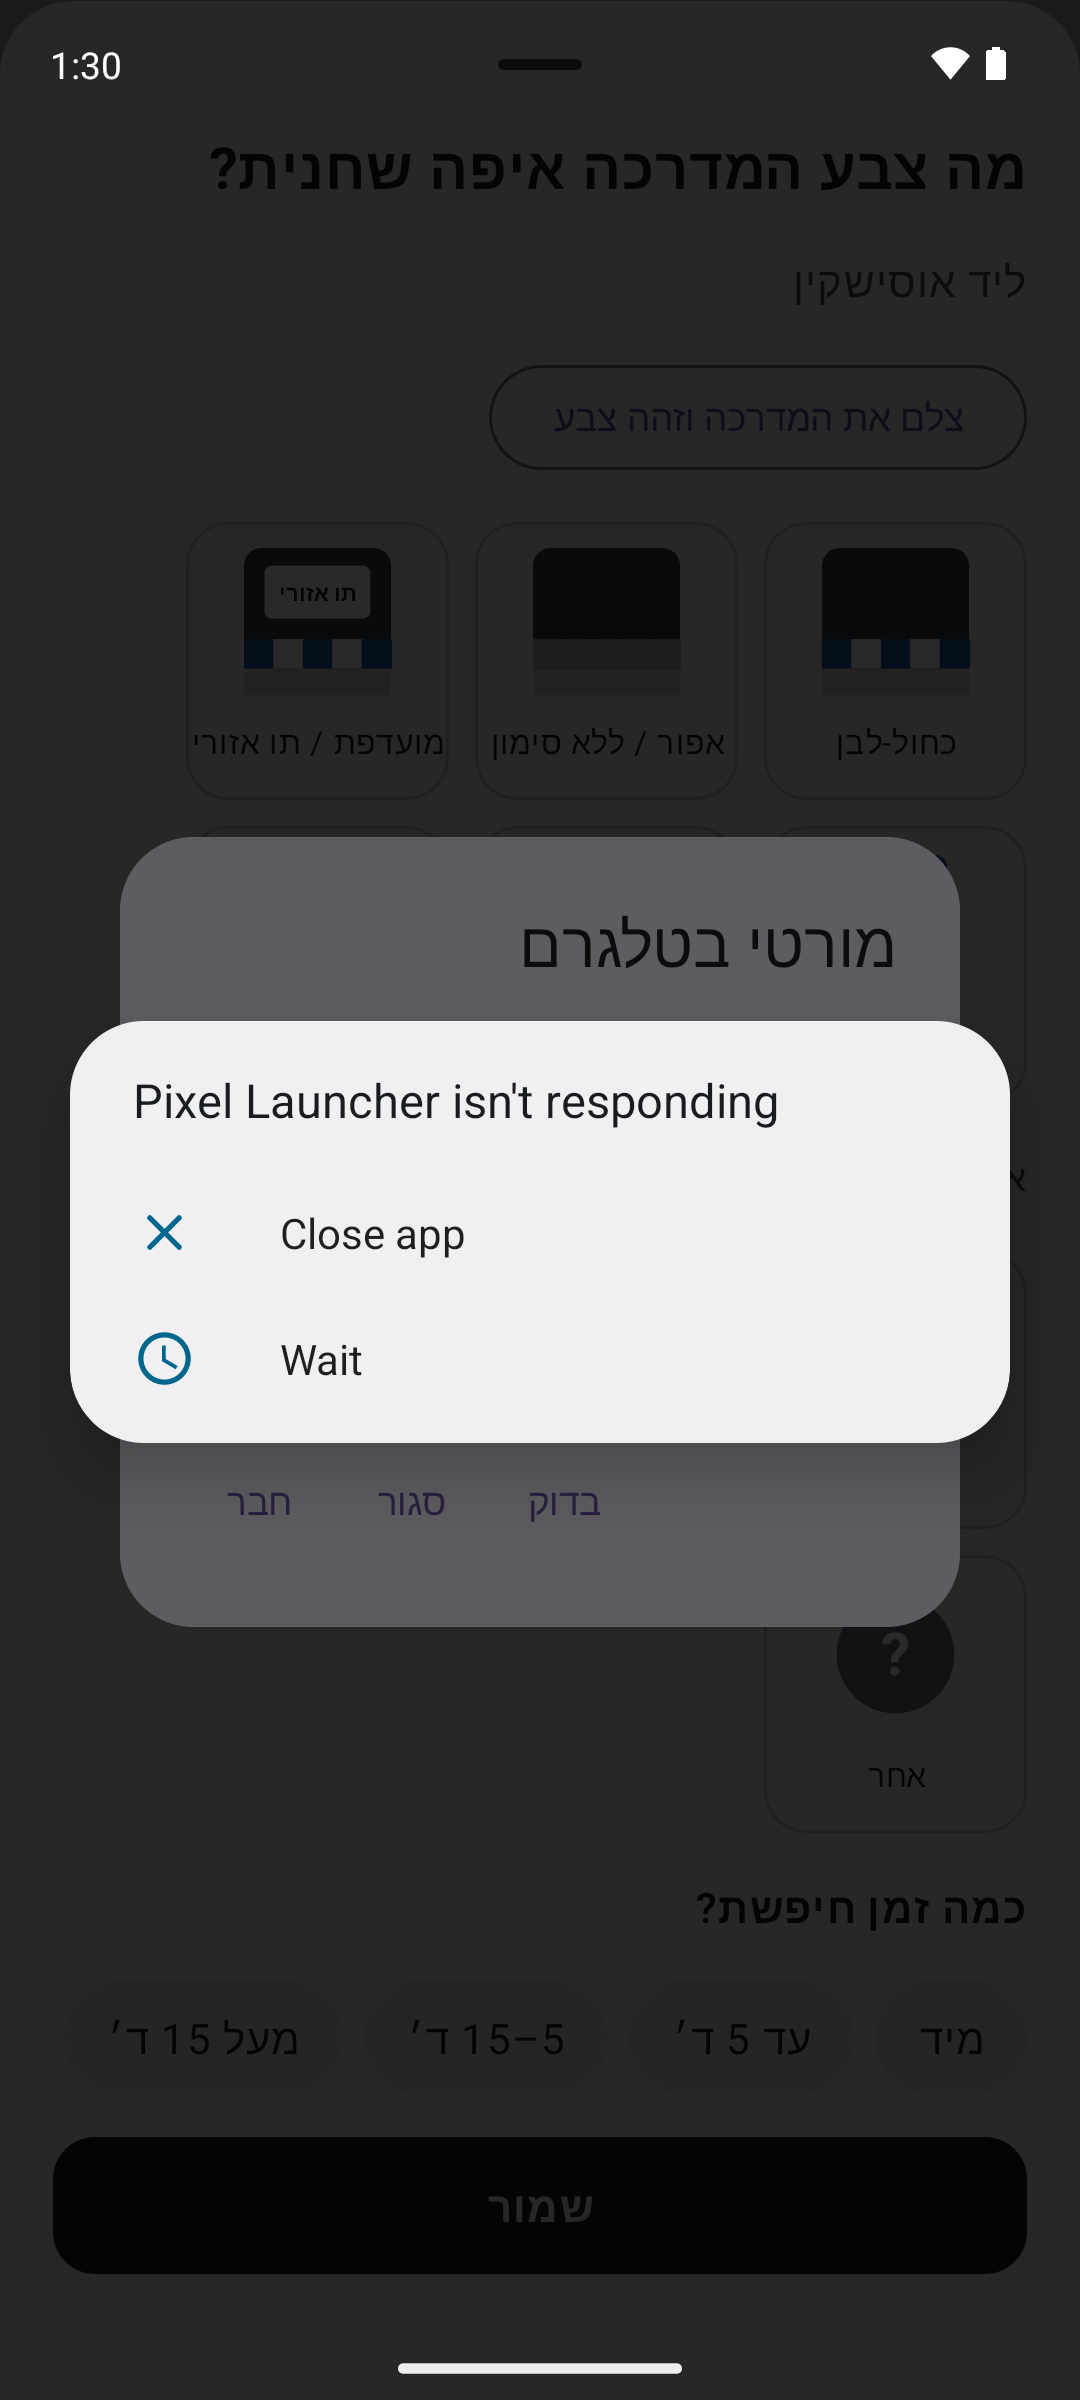 1:30
מה צבע המדרכה איפה שחנית?
ליד אוסישקין
צלם את המדרכה וזהה צבע
תו אזורי
כחול-לבן
אפור / ללא סימון
מועדפת / תו אזורי
מורטי בטלגרם
Pixel Launcher isn't responding
Close app
Wait
בדוק
סגור
חבר
?
אחר
כמה זמן חיפשת?
מיד
עד 5 ד׳
5–15 ד׳
מעל 15 ד׳
שמור